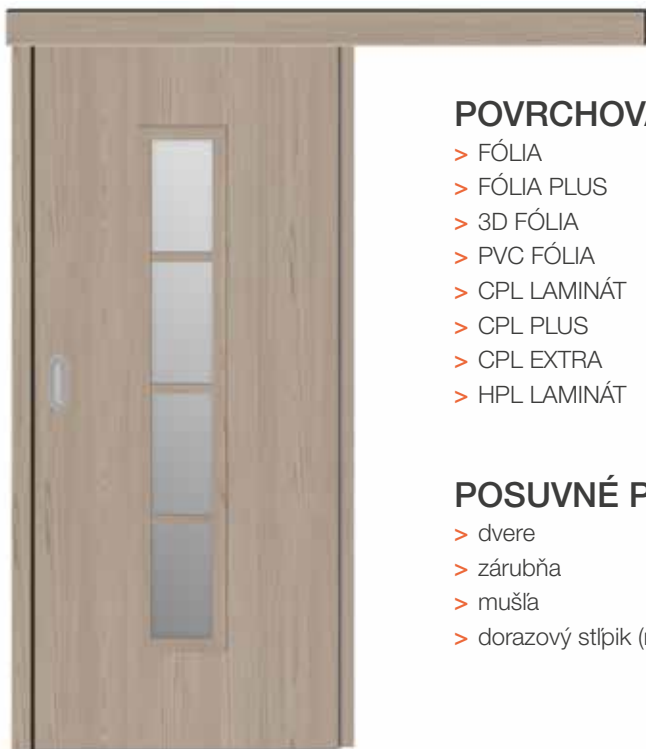 > FÓLIA
> FÓLIA PLUS
> 3D FÓLIA
> PVC FÓLIA
> CPL LAMINÁT
> CPL PLUS
> CPL EXTRA
> HPL LAMINÁT
POSUVNÉ
> dvere
> zárubňa
> mušľa
> dorazový stĺpik